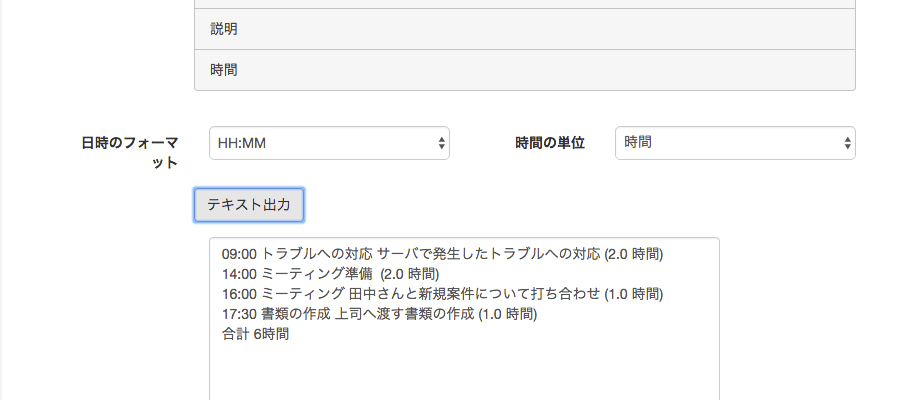 説明
時間
日時のフォーマ
ット
HH:MM
時間の単位
時間
テキスト出力
09:00 トラブルへの対応 サーバで発生したトラブルへの対応 (2.0 時間)
14:00 ミーティング準備  (2.0 時間)
16:00 ミーティング 田中さんと新規案件について打ち合わせ (1.0 時間)
17:30 書類の作成 上司へ渡す書類の作成 (1.0 時間)
合計 6時間